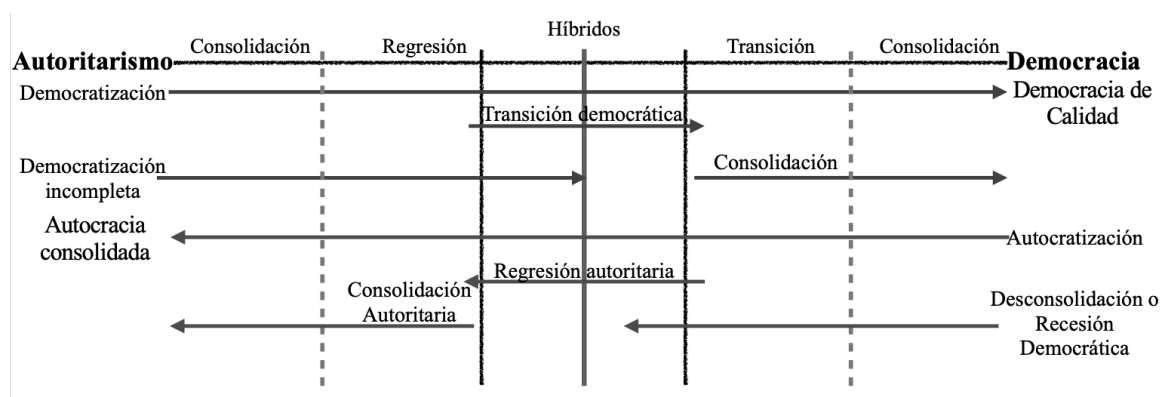 Híbridos
Consolidación Regresión Transición Consolidación
Autoritarismo Democracia
Democratización Democracia de
Calidad
Transición democrática
Democratización
incompleta
Consolidación
Autocracia
consolidada
Autocratización
Regresión autoritaria
Consolidación
Autoritaria
Desconsolidación o
Recesión
Democrática